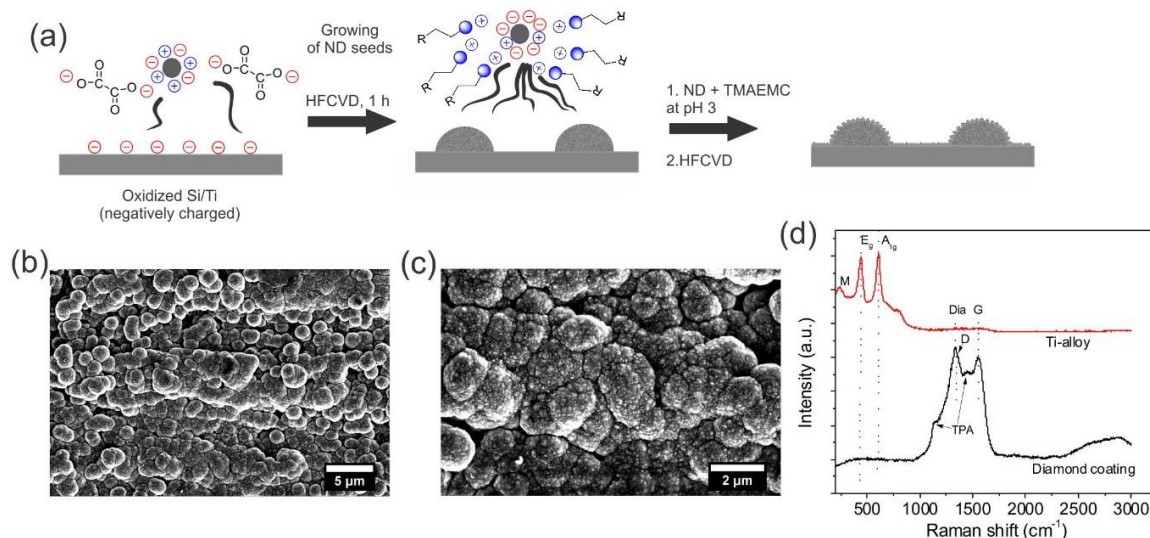 (a)
Growing
of ND seeds
HFCVD, 1 h
1. ND + TMAEMC
at pH 3
2.HFCVD
Oxidized Si/Ti
(negatively charged)
O O
O O
O O
O O
R
R
R
R
R
R
(b)
5 µm
(c)
2 µm
(d)
M
Eg
A1g
Dia G
D
TPA
Ti-alloy
Diamond coating
Intensity (a.u.)
500 1000 1500 2000 2500 3000
Raman shift (cm-1)